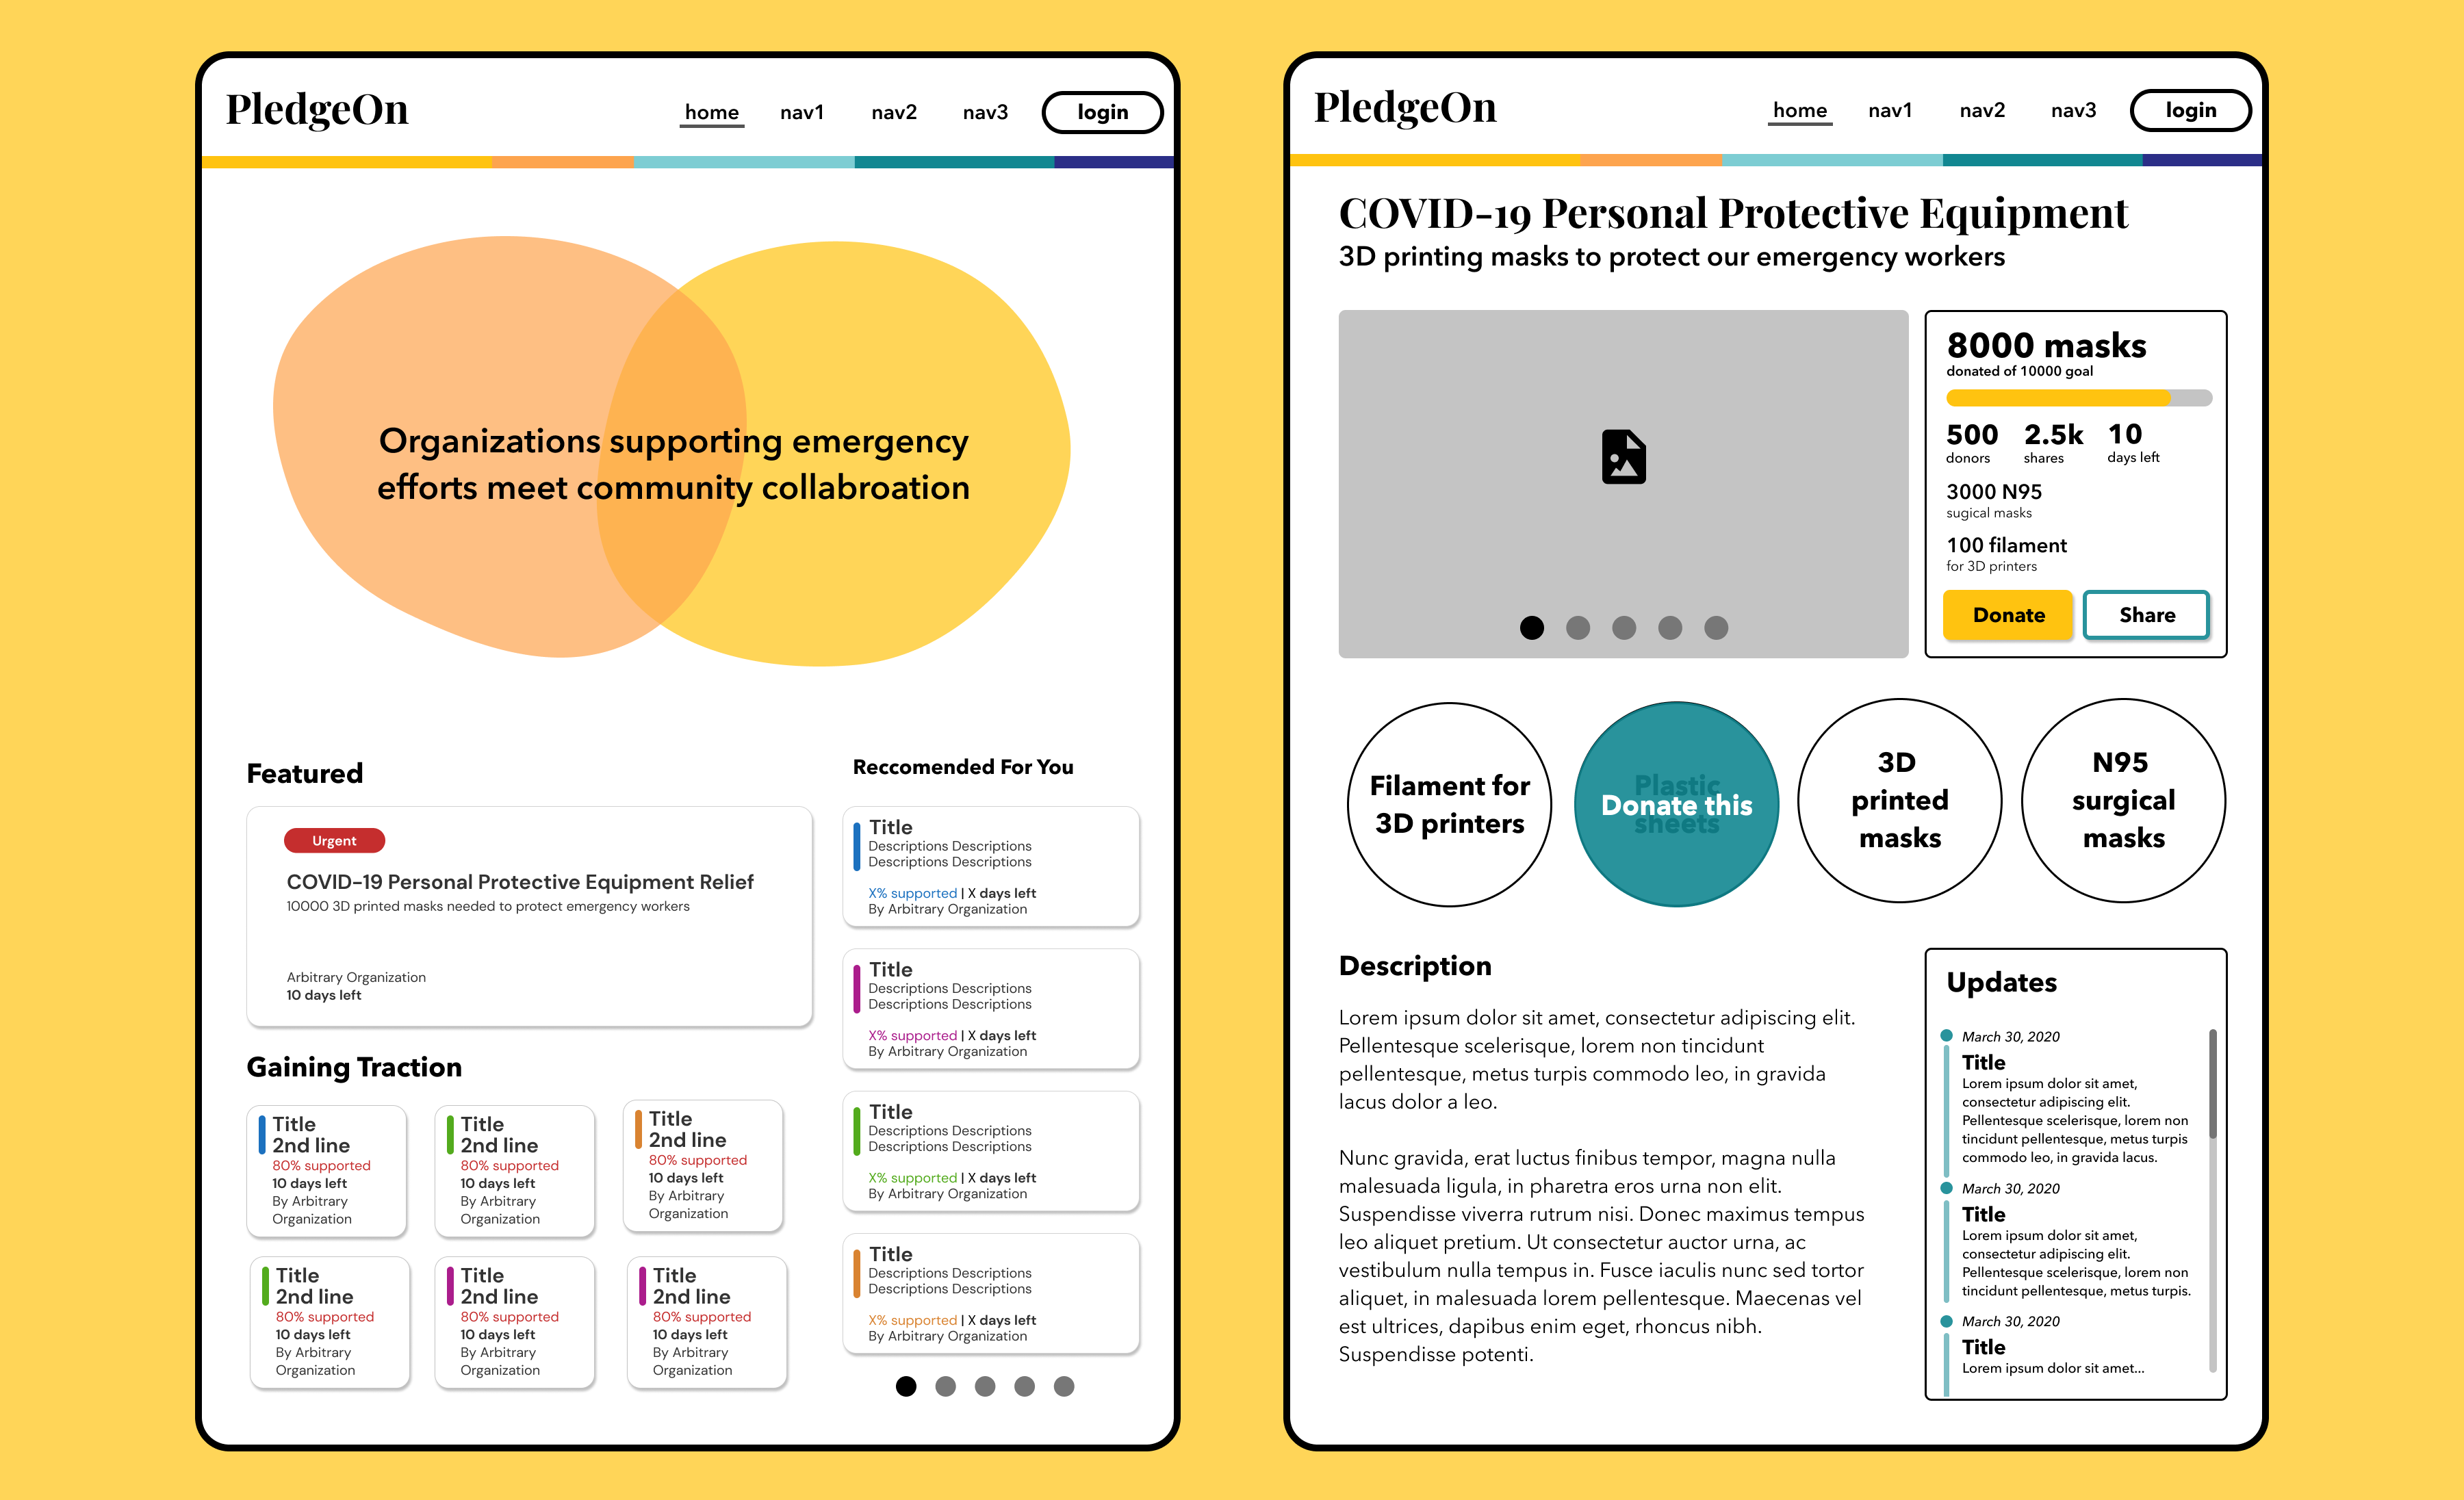 PledgeOn
home nav1 nav2 nav3 login
Organizations supporting emergency
efforts meet community collabroation
Featured
Urgent
COVID-19 Personal Protective Equipment Relief
10000 3D printed masks needed to protect emergency workers
Arbitrary Organization
10 days left
Gaining Traction
Title
2nd line
80% supported
10 days left
By Arbitrary
Organization
Title
2nd line
80% supported
10 days left
By Arbitrary
Organization
Title
2nd line
80% supported
10 days left
By Arbitrary
Organization
Title
2nd line
80% supported
10 days left
By Arbitrary
Organization
Title
2nd line
80% supported
10 days left
By Arbitrary
Organization
Title
2nd line
80% supported
10 days left
By Arbitrary
Organization
Reccomended For You
Title
Descriptions Descriptions
Descriptions Descriptions
X% supported | X days left
By Arbitrary Organization
Title
Descriptions Descriptions
Descriptions Descriptions
X% supported | X days left
By Arbitrary Organization
Title
Descriptions Descriptions
Descriptions Descriptions
X% supported | X days left
By Arbitrary Organization
Title
Descriptions Descriptions
Descriptions Descriptions
X% supported | X days left
By Arbitrary Organization
PledgeOn
home nav1 nav2 nav3 login
COVID-19 Personal Protective Equipment
3D printing masks to protect our emergency workers
8000 masks
donated of 10000 goal
500 2.5k 10
donors shares days left
3000 N95
sugical masks
100 filament
for 3D printers
Donate Share
Filament for
3D printers
Plastic
Donate this
sheets
3D
printed
masks
N95
surgical
masks
Description
Lorem ipsum dolor sit amet, consectetur adipiscing elit.
Pellentesque scelerisque, lorem non tincidunt
pellentesque, metus turpis commodo leo, in gravida
lacus dolor a leo.
Nunc gravida, erat luctus finibus tempor, magna nulla
malesuada ligula, in pharetra eros urna non elit.
Suspendisse viverra rutrum nisi. Donec maximus tempus
leo aliquet pretium. Ut consectetur auctor urna, ac
vestibulum nulla tempus in. Fusce iaculis nunc sed tortor
aliquet, in malesuada lorem pellentesque. Maecenas vel
est ultrices, dapibus enim eget, rhoncus nibh.
Suspendisse potenti.
Updates
March 30, 2020
Title
Lorem ipsum dolor sit amet,
consectetur adipiscing elit.
Pellentesque scelerisque, lorem non
tincidunt pellentesque, metus turpis
commodo leo, in gravida lacus.
March 30, 2020
Title
Lorem ipsum dolor sit amet,
consectetur adipiscing elit.
Pellentesque scelerisque, lorem non
tincidunt pellentesque, metus turpis.
March 30, 2020
Title
Lorem ipsum dolor sit amet...